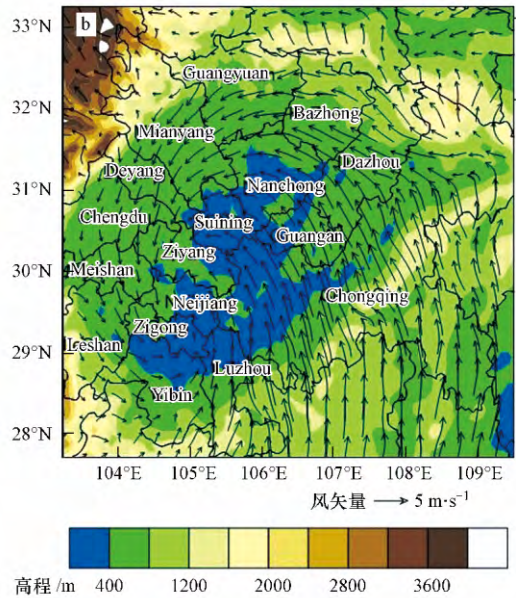 b
33°N
32°N
31°N
30°N
29°N
28°N
Guangyuan
Bazhong
Mianyang
Dazhou
Deyang
Nanchong
Chengdu
Suining
Guangan
Ziyang
Meishan
Neijiang
Chongqing
Zigong
Leshan
Luzhou
Yibin
104°E 105°E 106°E 107°E 108°E 109°E
风矢量 5 m·s⁻¹
高程 /m 400 1200 2000 2800 3600